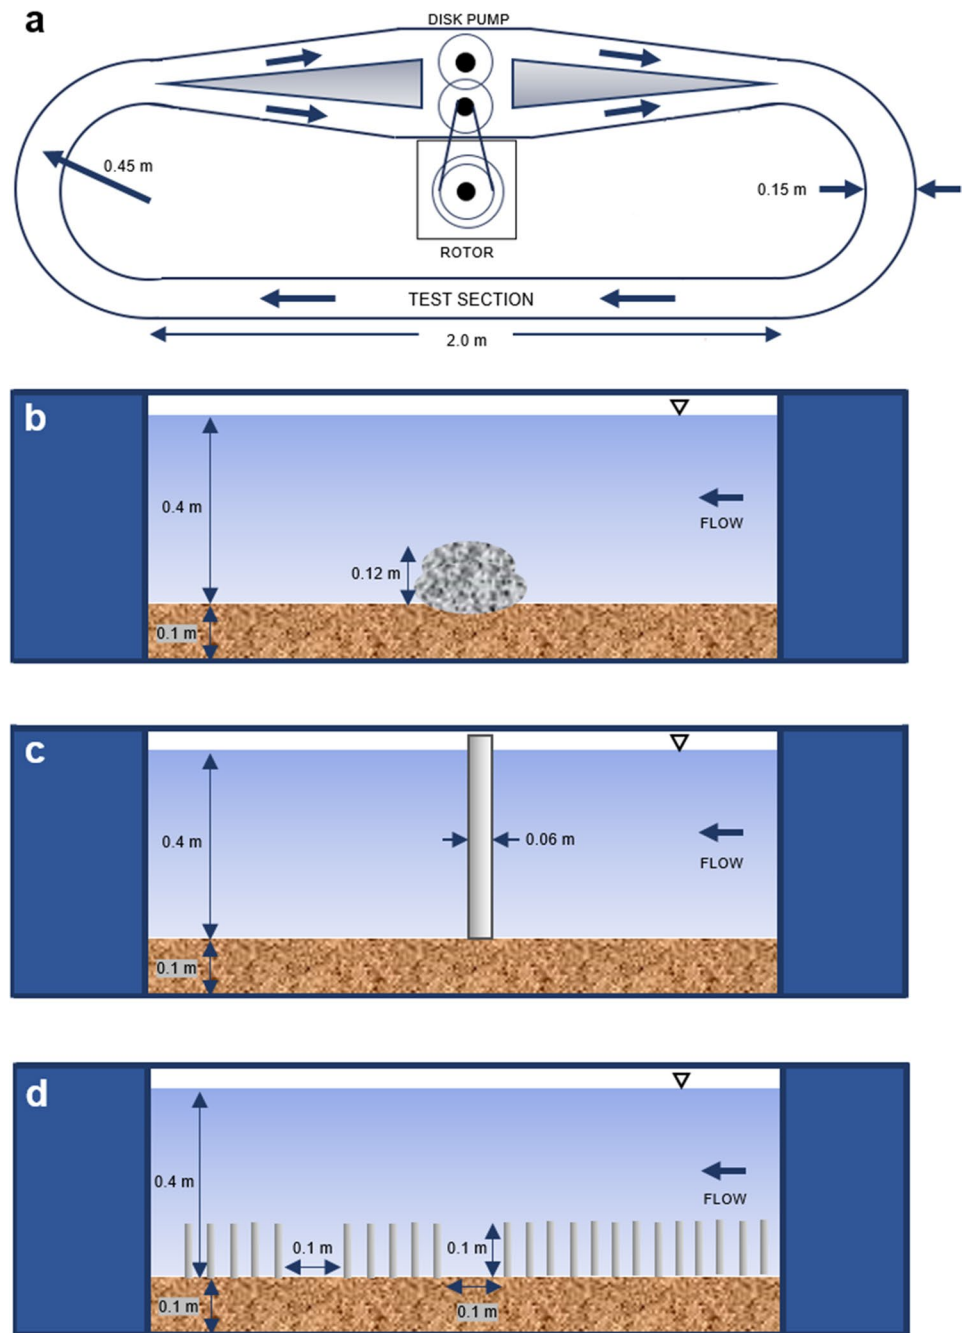 a
DISK PUMP
0.45 m
0.15 m
ROTOR
TEST SECTION
2.0 m
b
0.4 m
FLOW
0.12 m
0.1 m
c
0.4 m
0.06 m
FLOW
0.1 m
d
0.4 m
FLOW
0.1 m
0.1 m
0.1 m
0.1 m